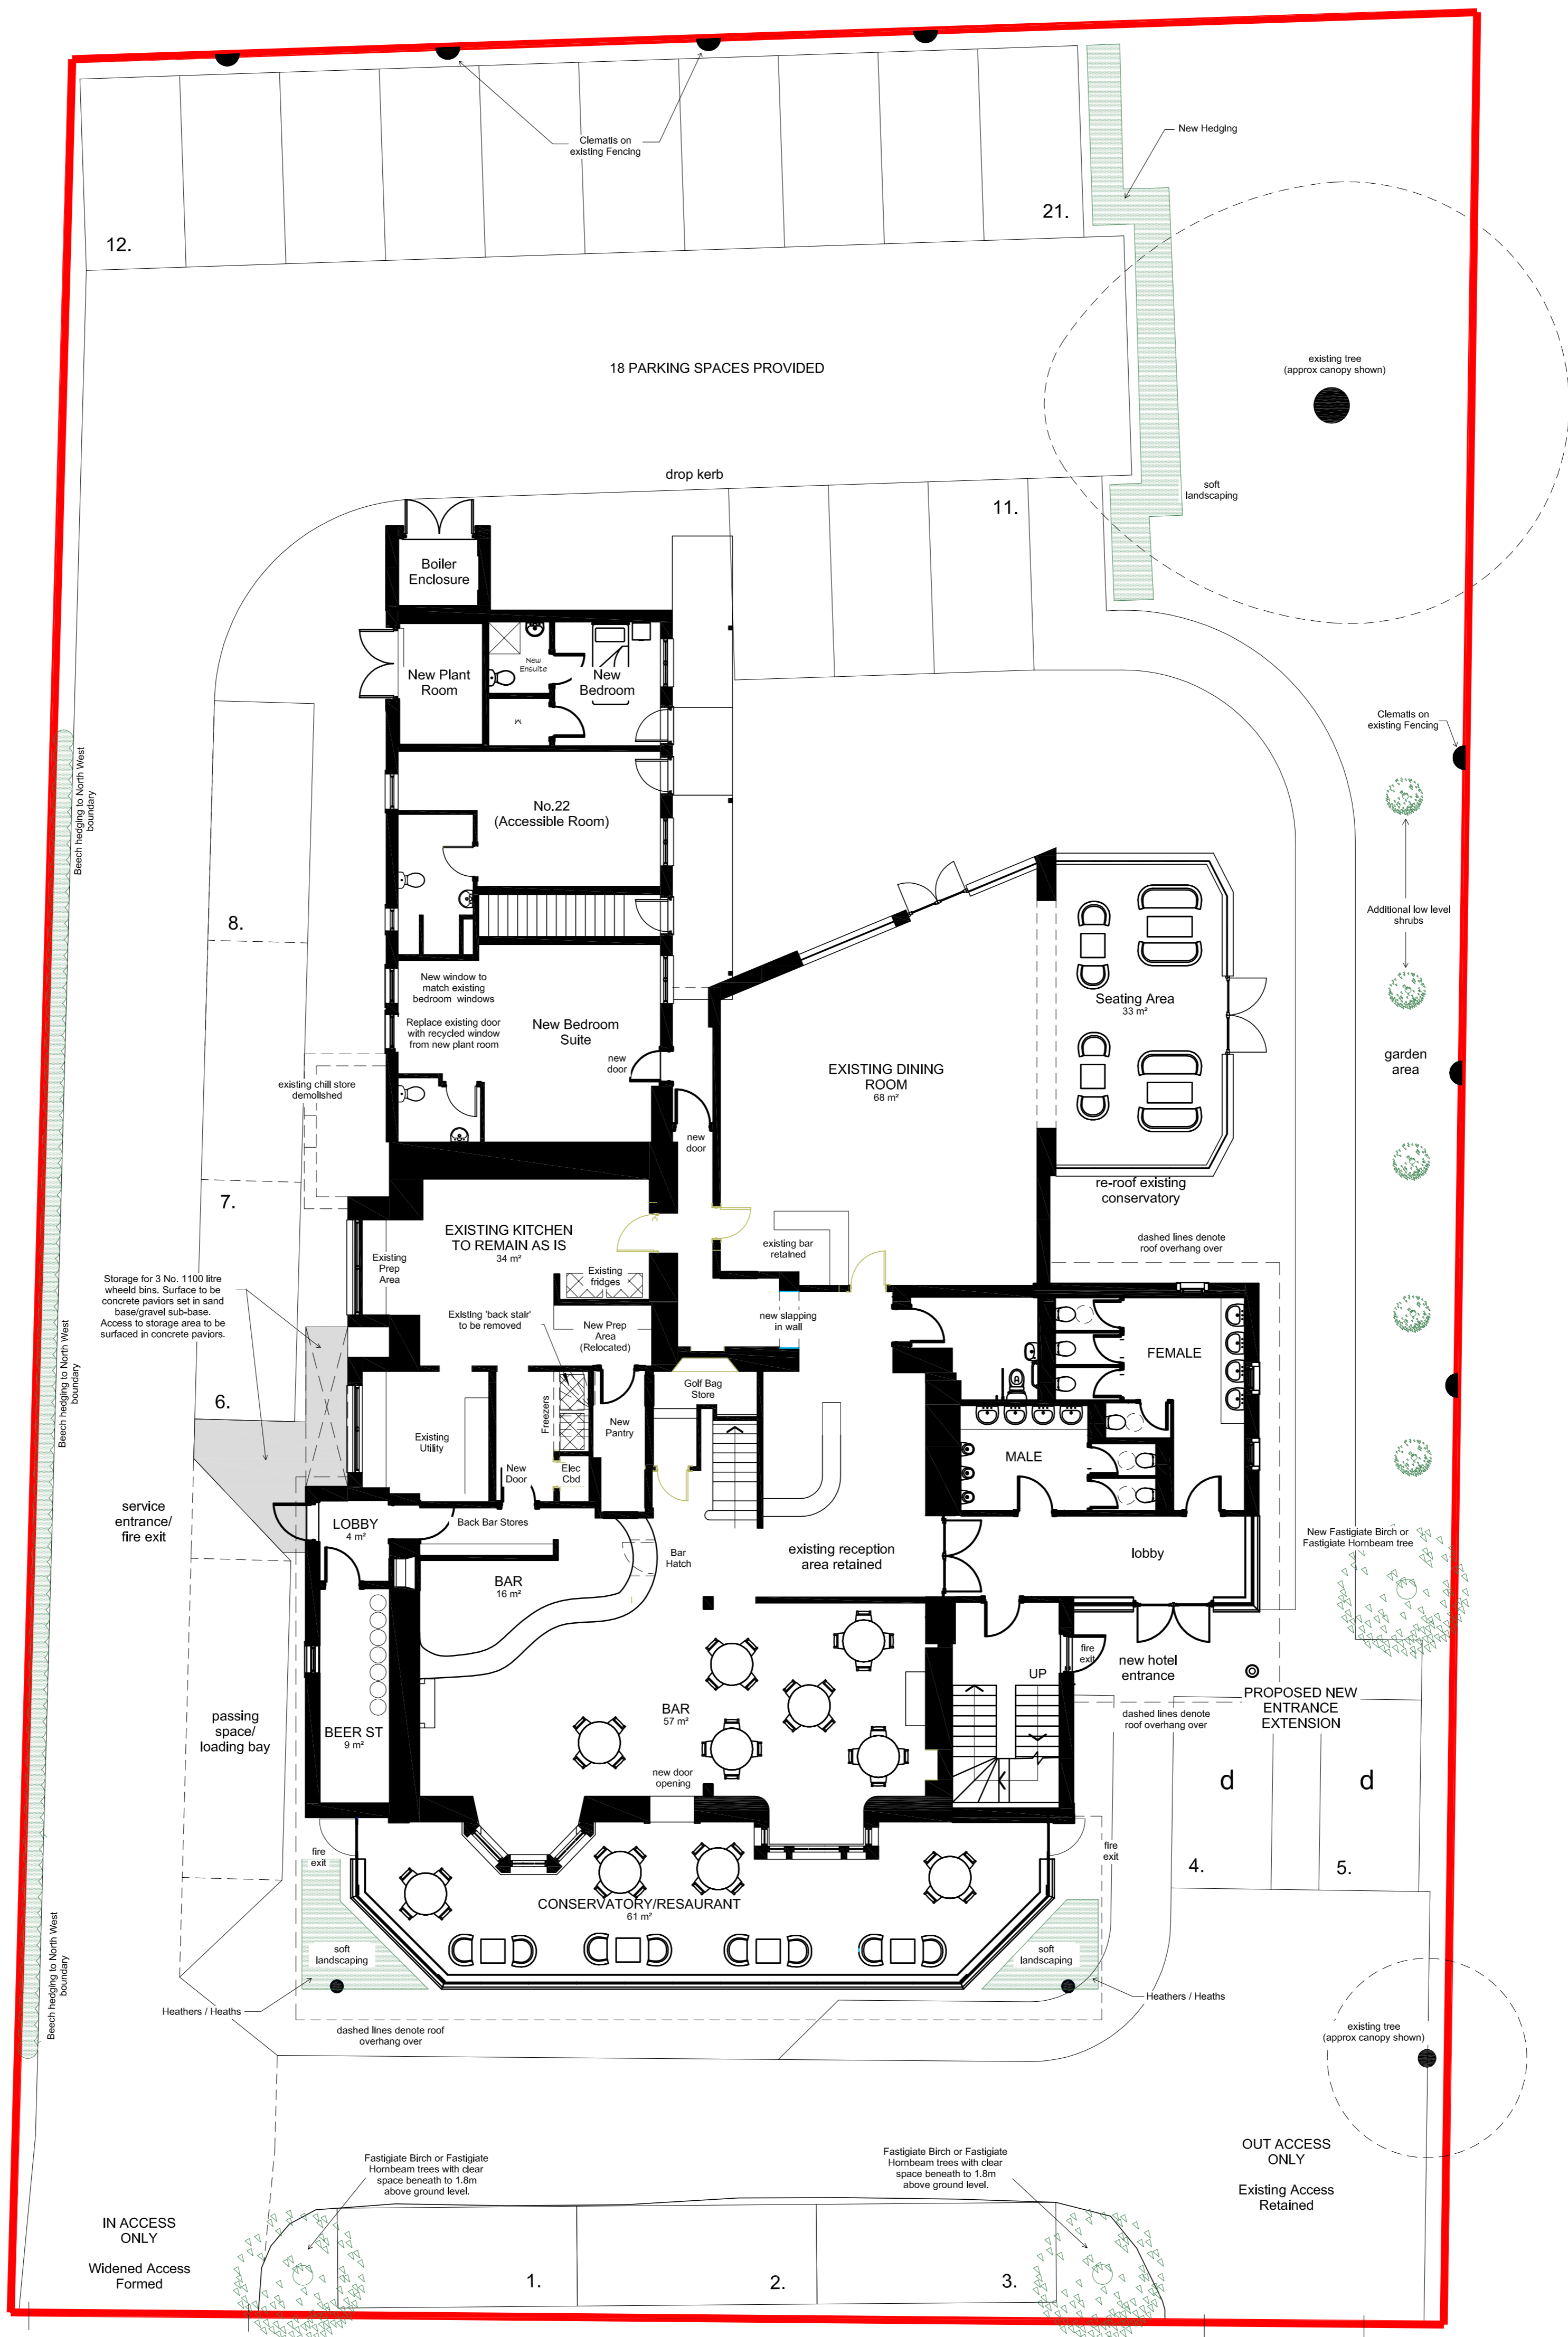 Clematis on
existing Fencing
New Hedging
12.
21.
18 PARKING SPACES PROVIDED
existing tree
(approx canopy shown)
drop kerb
11.
soft
landscaping
Boiler
Enclosure
New Plant
Room
New
Ensuite
New
Bedroom
Clematis on
existing Fencing
Beech hedging to North West
boundary
No.22
(Accessible Room)
8.
Additional low level
shrubs
New window to
match existing
bedroom windows
Replace existing door
with recycled window
from new plant room
New Bedroom
Suite
new
door
Seating Area
33 m²
garden
area
existing chill store
demolished
EXISTING DINING
ROOM
68 m²
new
door
re-roof existing
conservatory
7.
EXISTING KITCHEN
TO REMAIN AS IS
34 m²
Existing
Prep
Area
Existing
fridges
existing bar
retained
dashed lines denote
roof overhang over
Storage for 3 No. 1100 litre
wheeld bins. Surface to be
concrete paviors set in sand
base/gravel sub-base.
Access to storage area to be
surfaced in concrete paviors.
Existing 'back stair'
to be removed
New Prep
Area
(Relocated)
new slapping
in wall
FEMALE
Beech hedging to North West
boundary
6.
Golf Bag
Store
Freezers
New
Pantry
Existing
Utility
MALE
New
Door
Elec
Cbd
service
entrance/
fire exit
LOBBY
4 m²
Back Bar Stores
Bar
Hatch
existing reception
area retained
lobby
New Fastigiate Birch or
Fastigiate Hornbeam tree
BAR
16 m²
fire
exit
new hotel
entrance
UP
PROPOSED NEW
ENTRANCE
EXTENSION
passing
space/
loading bay
BEER ST
9 m²
BAR
57 m²
dashed lines denote
roof overhang over
new door
opening
d
d
4.
5.
fire
exit
fire
exit
CONSERVATORY/RESAURANT
61 m²
Beech hedging to North West
boundary
soft
landscaping
soft
landscaping
Heathers / Heaths
Heathers / Heaths
dashed lines denote roof
overhang over
existing tree
(approx canopy shown)
Fastigiate Birch or Fastigiate
Hornbeam trees with clear
space beneath to 1.8m
above ground level.
Fastigiate Birch or Fastigiate
Hornbeam trees with clear
space beneath to 1.8m
above ground level.
OUT ACCESS
ONLY
Existing Access
Retained
IN ACCESS
ONLY
Widened Access
Formed
1.
2.
3.